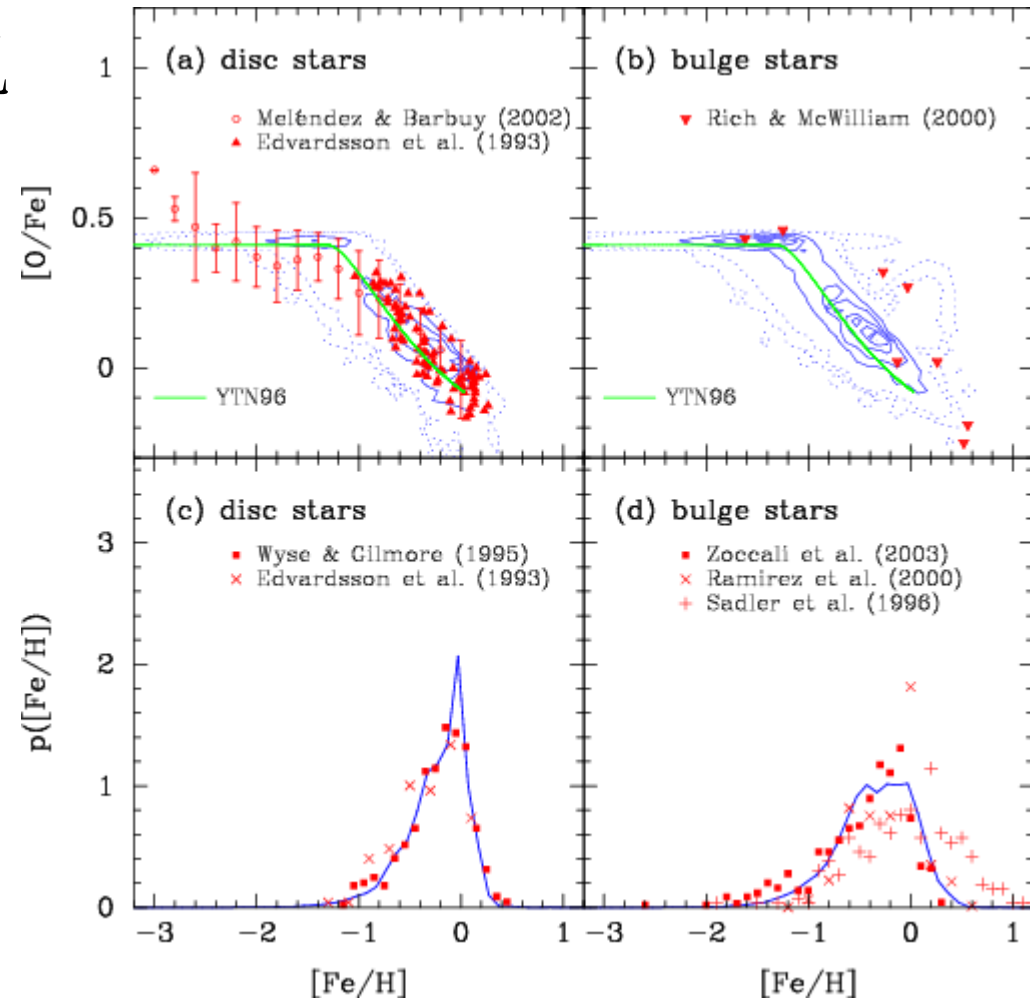 (a) disc stars
Meléndez & Barbuy (2002)
Edvardsson et al. (1993)
YTN96
(b) bulge stars
Rich & McWilliam (2000)
YTN96
[O/Fe]
1
0.5
0
(c) disc stars
Wyse & Gilmore (1995)
Edvardsson et al. (1993)
(d) bulge stars
Zoccali et al. (2003)
Ramirez et al. (2000)
Sadler et al. (1996)
p([Fe/H])
3
2
1
0
−3 −2 −1 0 1
−3 −2 −1 0 1
[Fe/H]
[Fe/H]